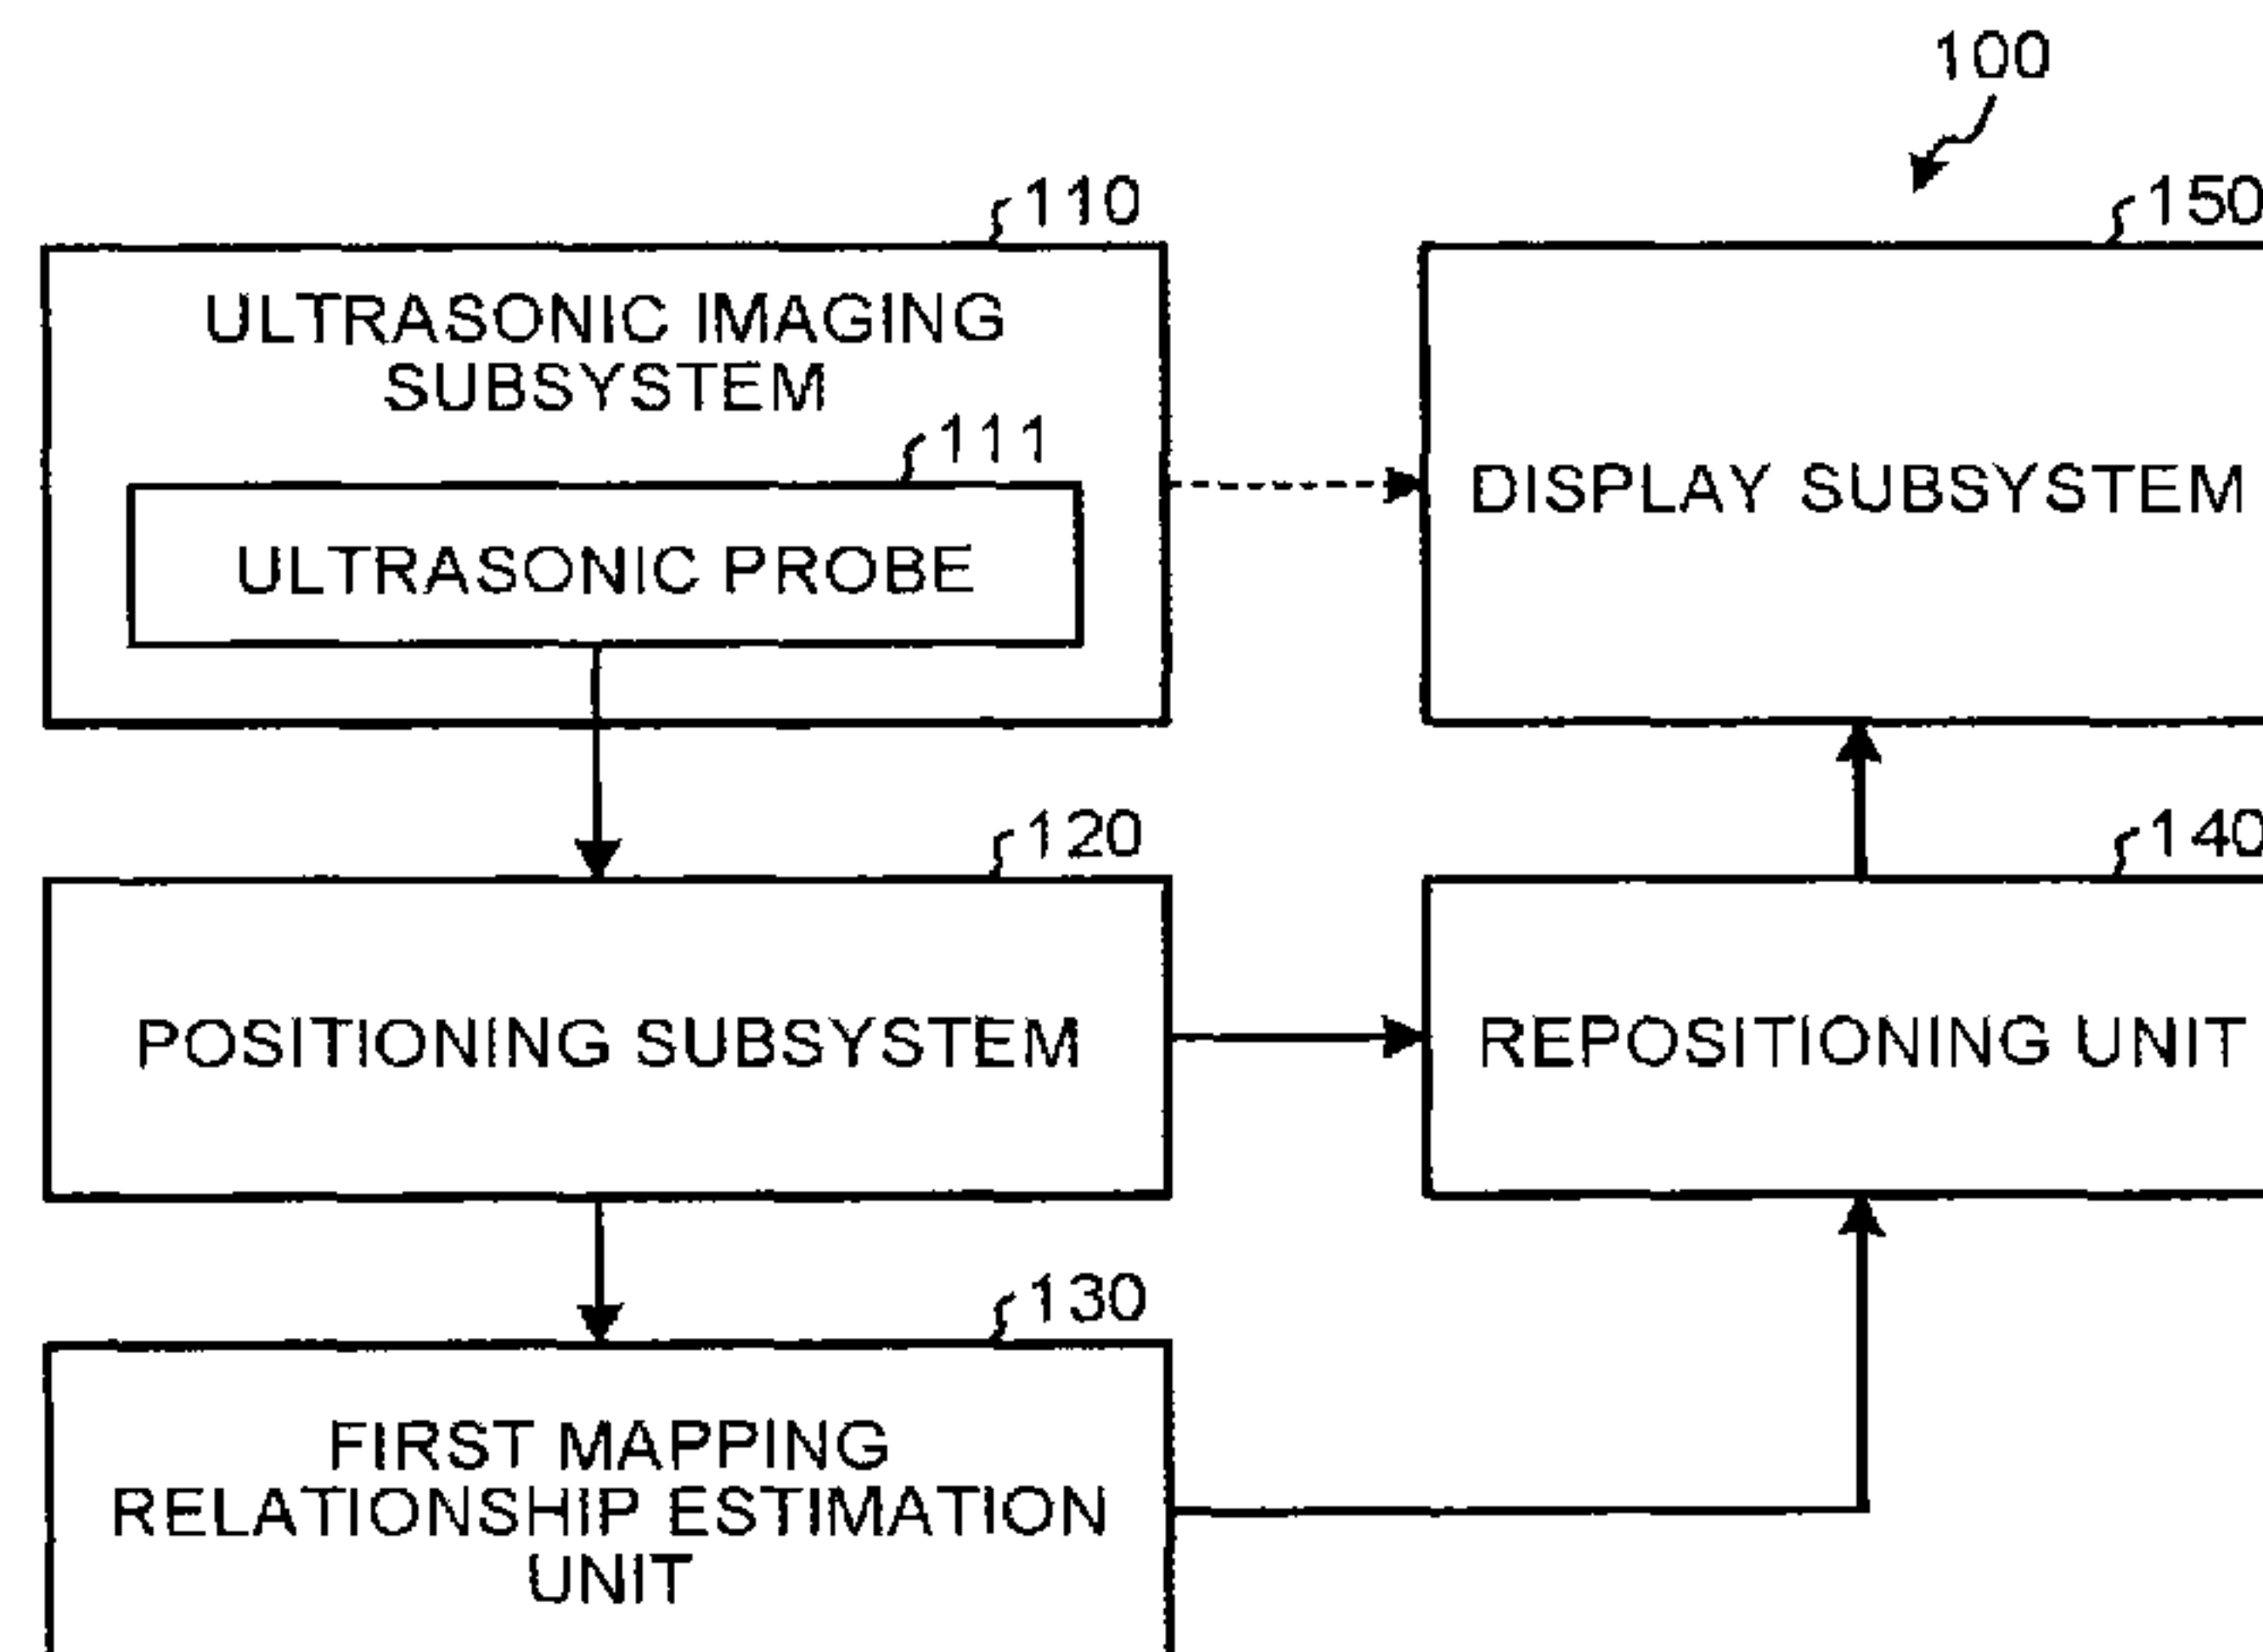 100
110
150
ULTRASONIC IMAGING
SUBSYSTEM
111
ULTRASONIC PROBE
DISPLAY SUBSYSTEM
120
140
POSITIONING SUBSYSTEM
REPOSITIONING UNIT
130
FIRST MAPPING
RELATIONSHIP ESTIMATION
UNIT